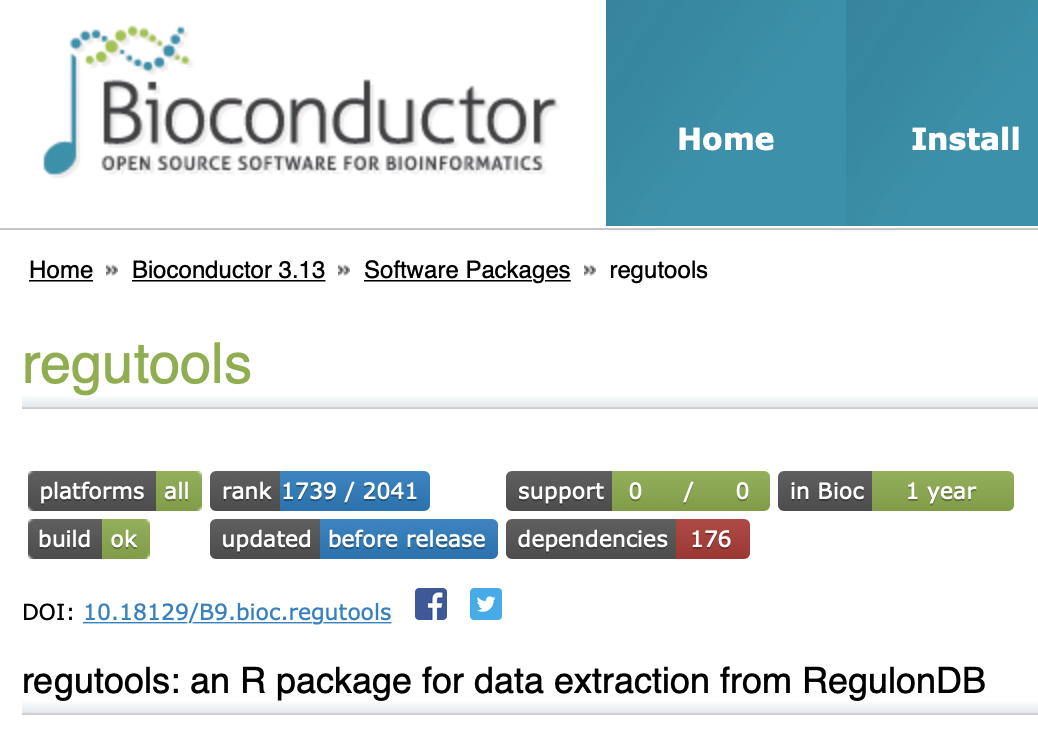 Bioconductor
OPEN SOURCE SOFTWARE FOR BIOINFORMATICS
Home Install
Home » Bioconductor 3.13 » Software Packages » regutools
regutools
platforms all rank 1739 / 2041 support 0 / 0 in Bioc 1 year
build ok updated before release dependencies 176
DOI: 10.18129/B9.bioc.regutools
regutools: an R package for data extraction from RegulonDB